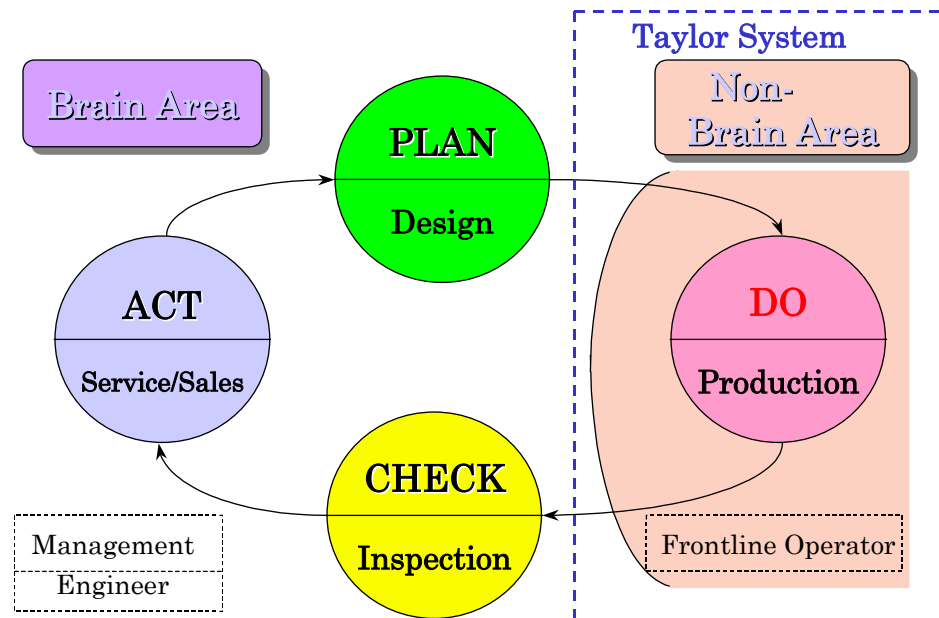 Taylor System
Brain Area
Non-
Brain Area
PLAN
Design
ACT
Service/Sales
DO
Production
CHECK
Inspection
Management
Engineer
Frontline Operator